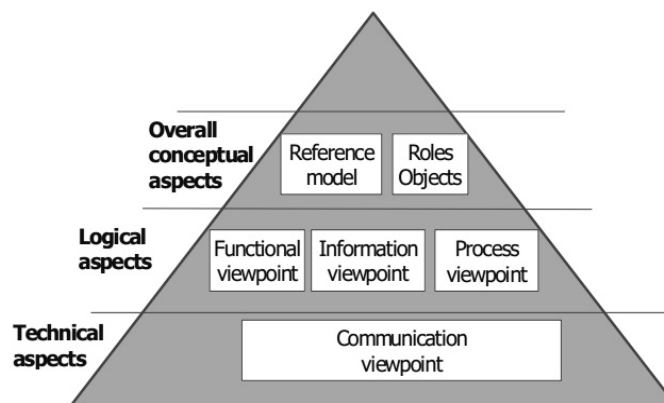 Overall
conceptual
aspects
Reference
model
Roles
Objects
Logical
aspects
Functional
viewpoint
Information
viewpoint
Process
viewpoint
Technical
aspects
Communication
viewpoint